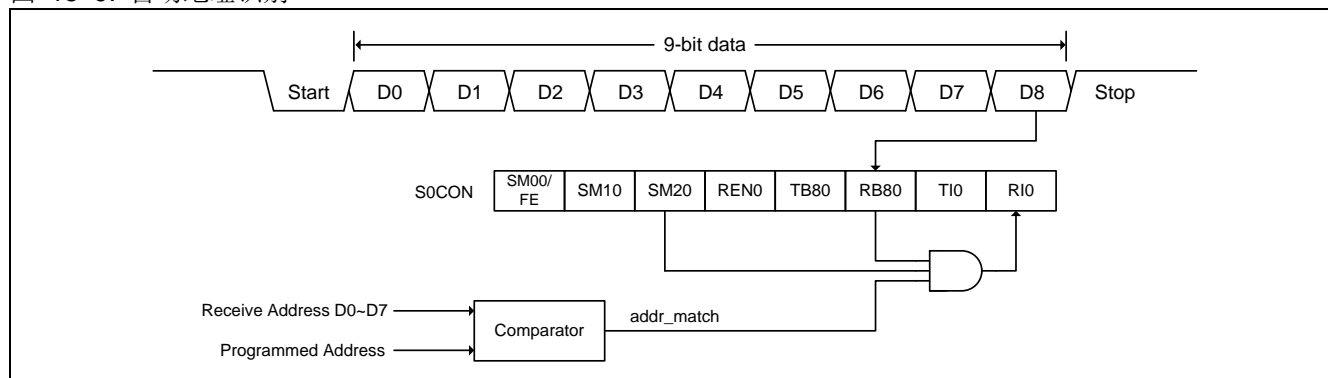 9-bit data
Start D0 D1 D2 D3 D4 D5 D6 D7 D8 Stop
S0CON SM00/FE SM10 SM20 REN0 TB80 RB80 TI0 RI0
Receive Address D0~D7
Comparator
addr_match
Programmed Address